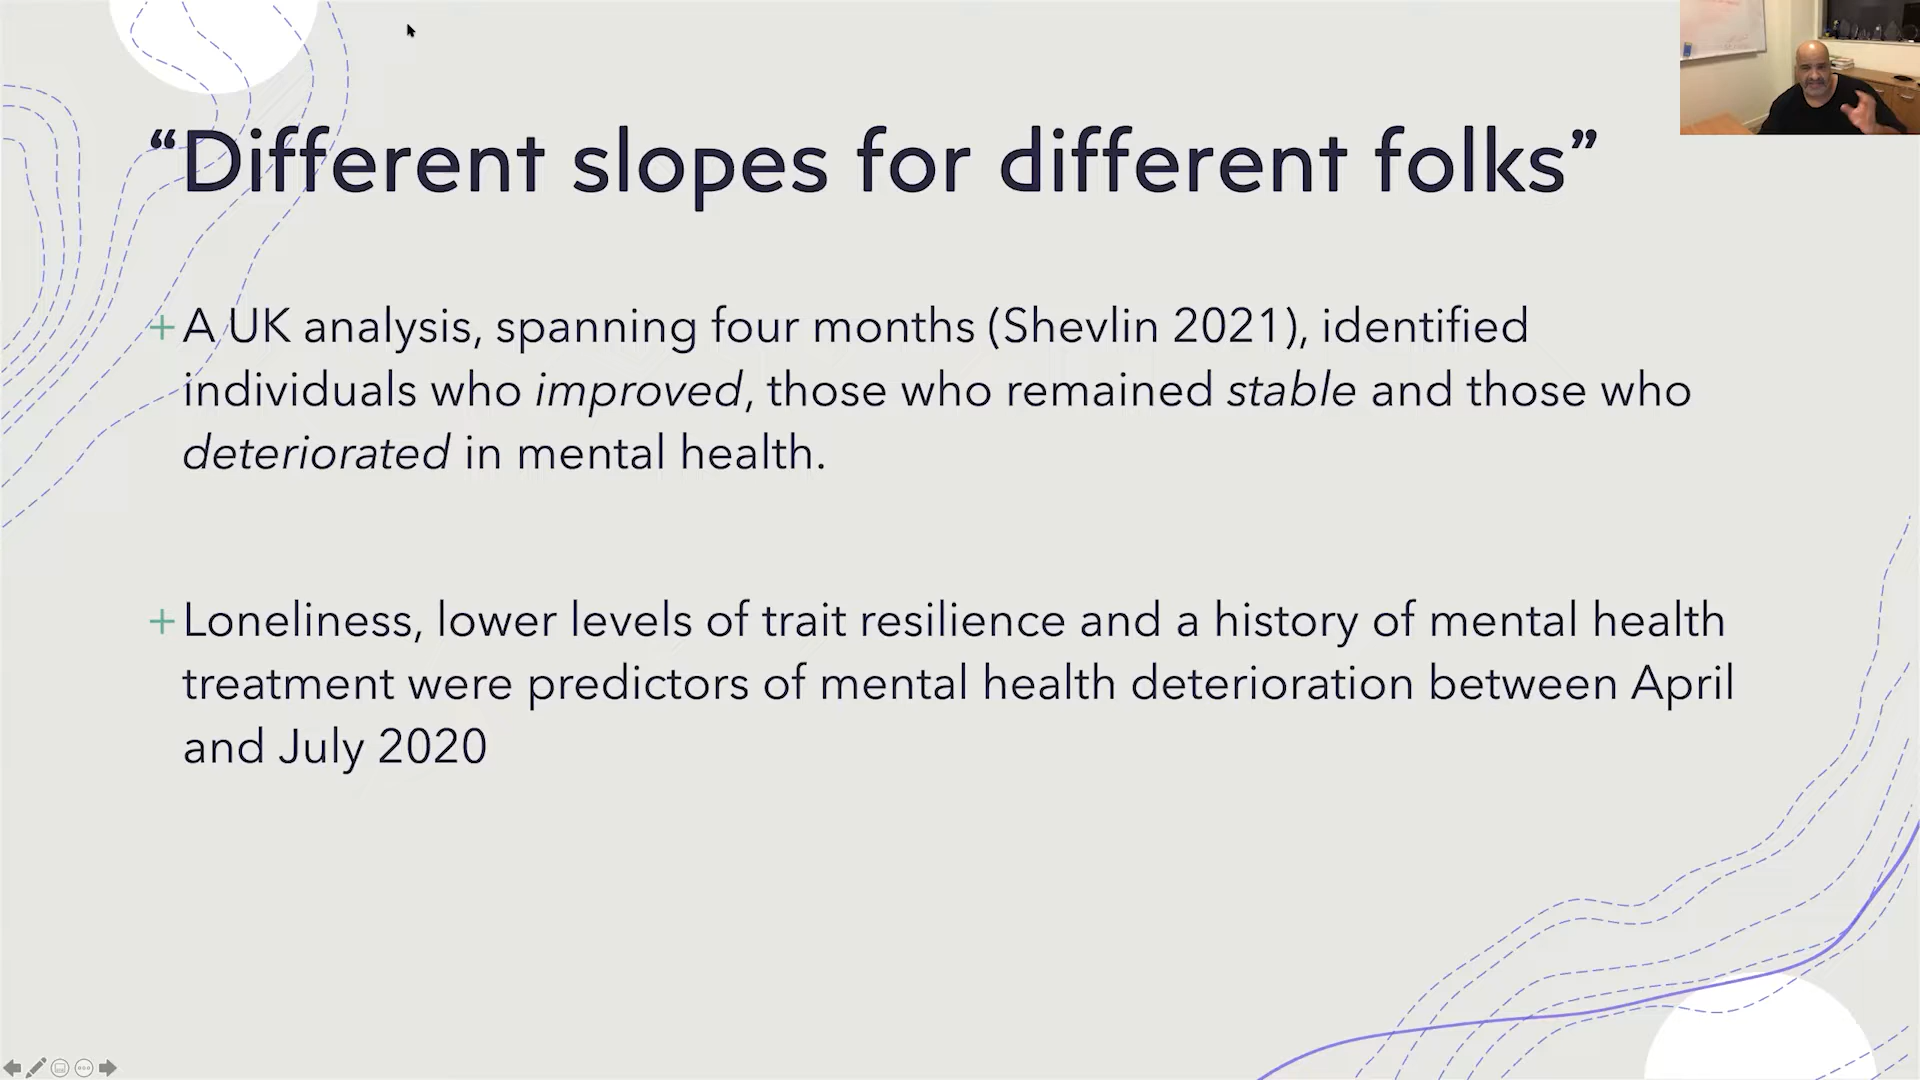 “Different slopes for different folks”
+ A UK analysis, spanning four months (Shevlin 2021), identified
individuals who improved, those who remained stable and those who
deteriorated in mental health.
+ Loneliness, lower levels of trait resilience and a history of mental health
treatment were predictors of mental health deterioration between April
and July 2020